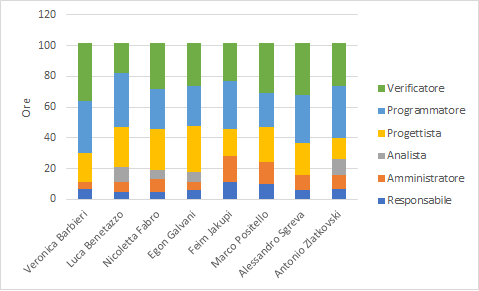 120
100
80
60
40
20
0
Ore
Veronica Barbieri
Luca Benetazzo
Nicoletta Fabro
Egon Galvani
Feim Jakupi
Marco Positello
Alessandro Sgreva
Antonio Zlatkovski
Verificatore
Programmatore
Progettista
Analista
Amministratore
Responsabile